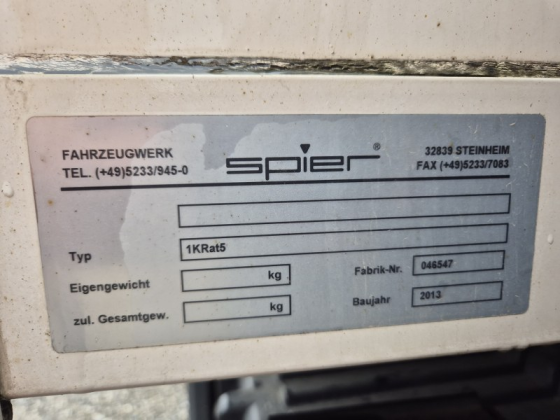 FAHRZEUGWERK
TEL. (+49)5233/945-0
spier®
32839 STEINHEIM
FAX (+49)5233/7083
Typ 1KRat5
Eigengewicht kg
zul. Gesamtgew. kg
Fabrik-Nr. 046547
Baujahr 2013